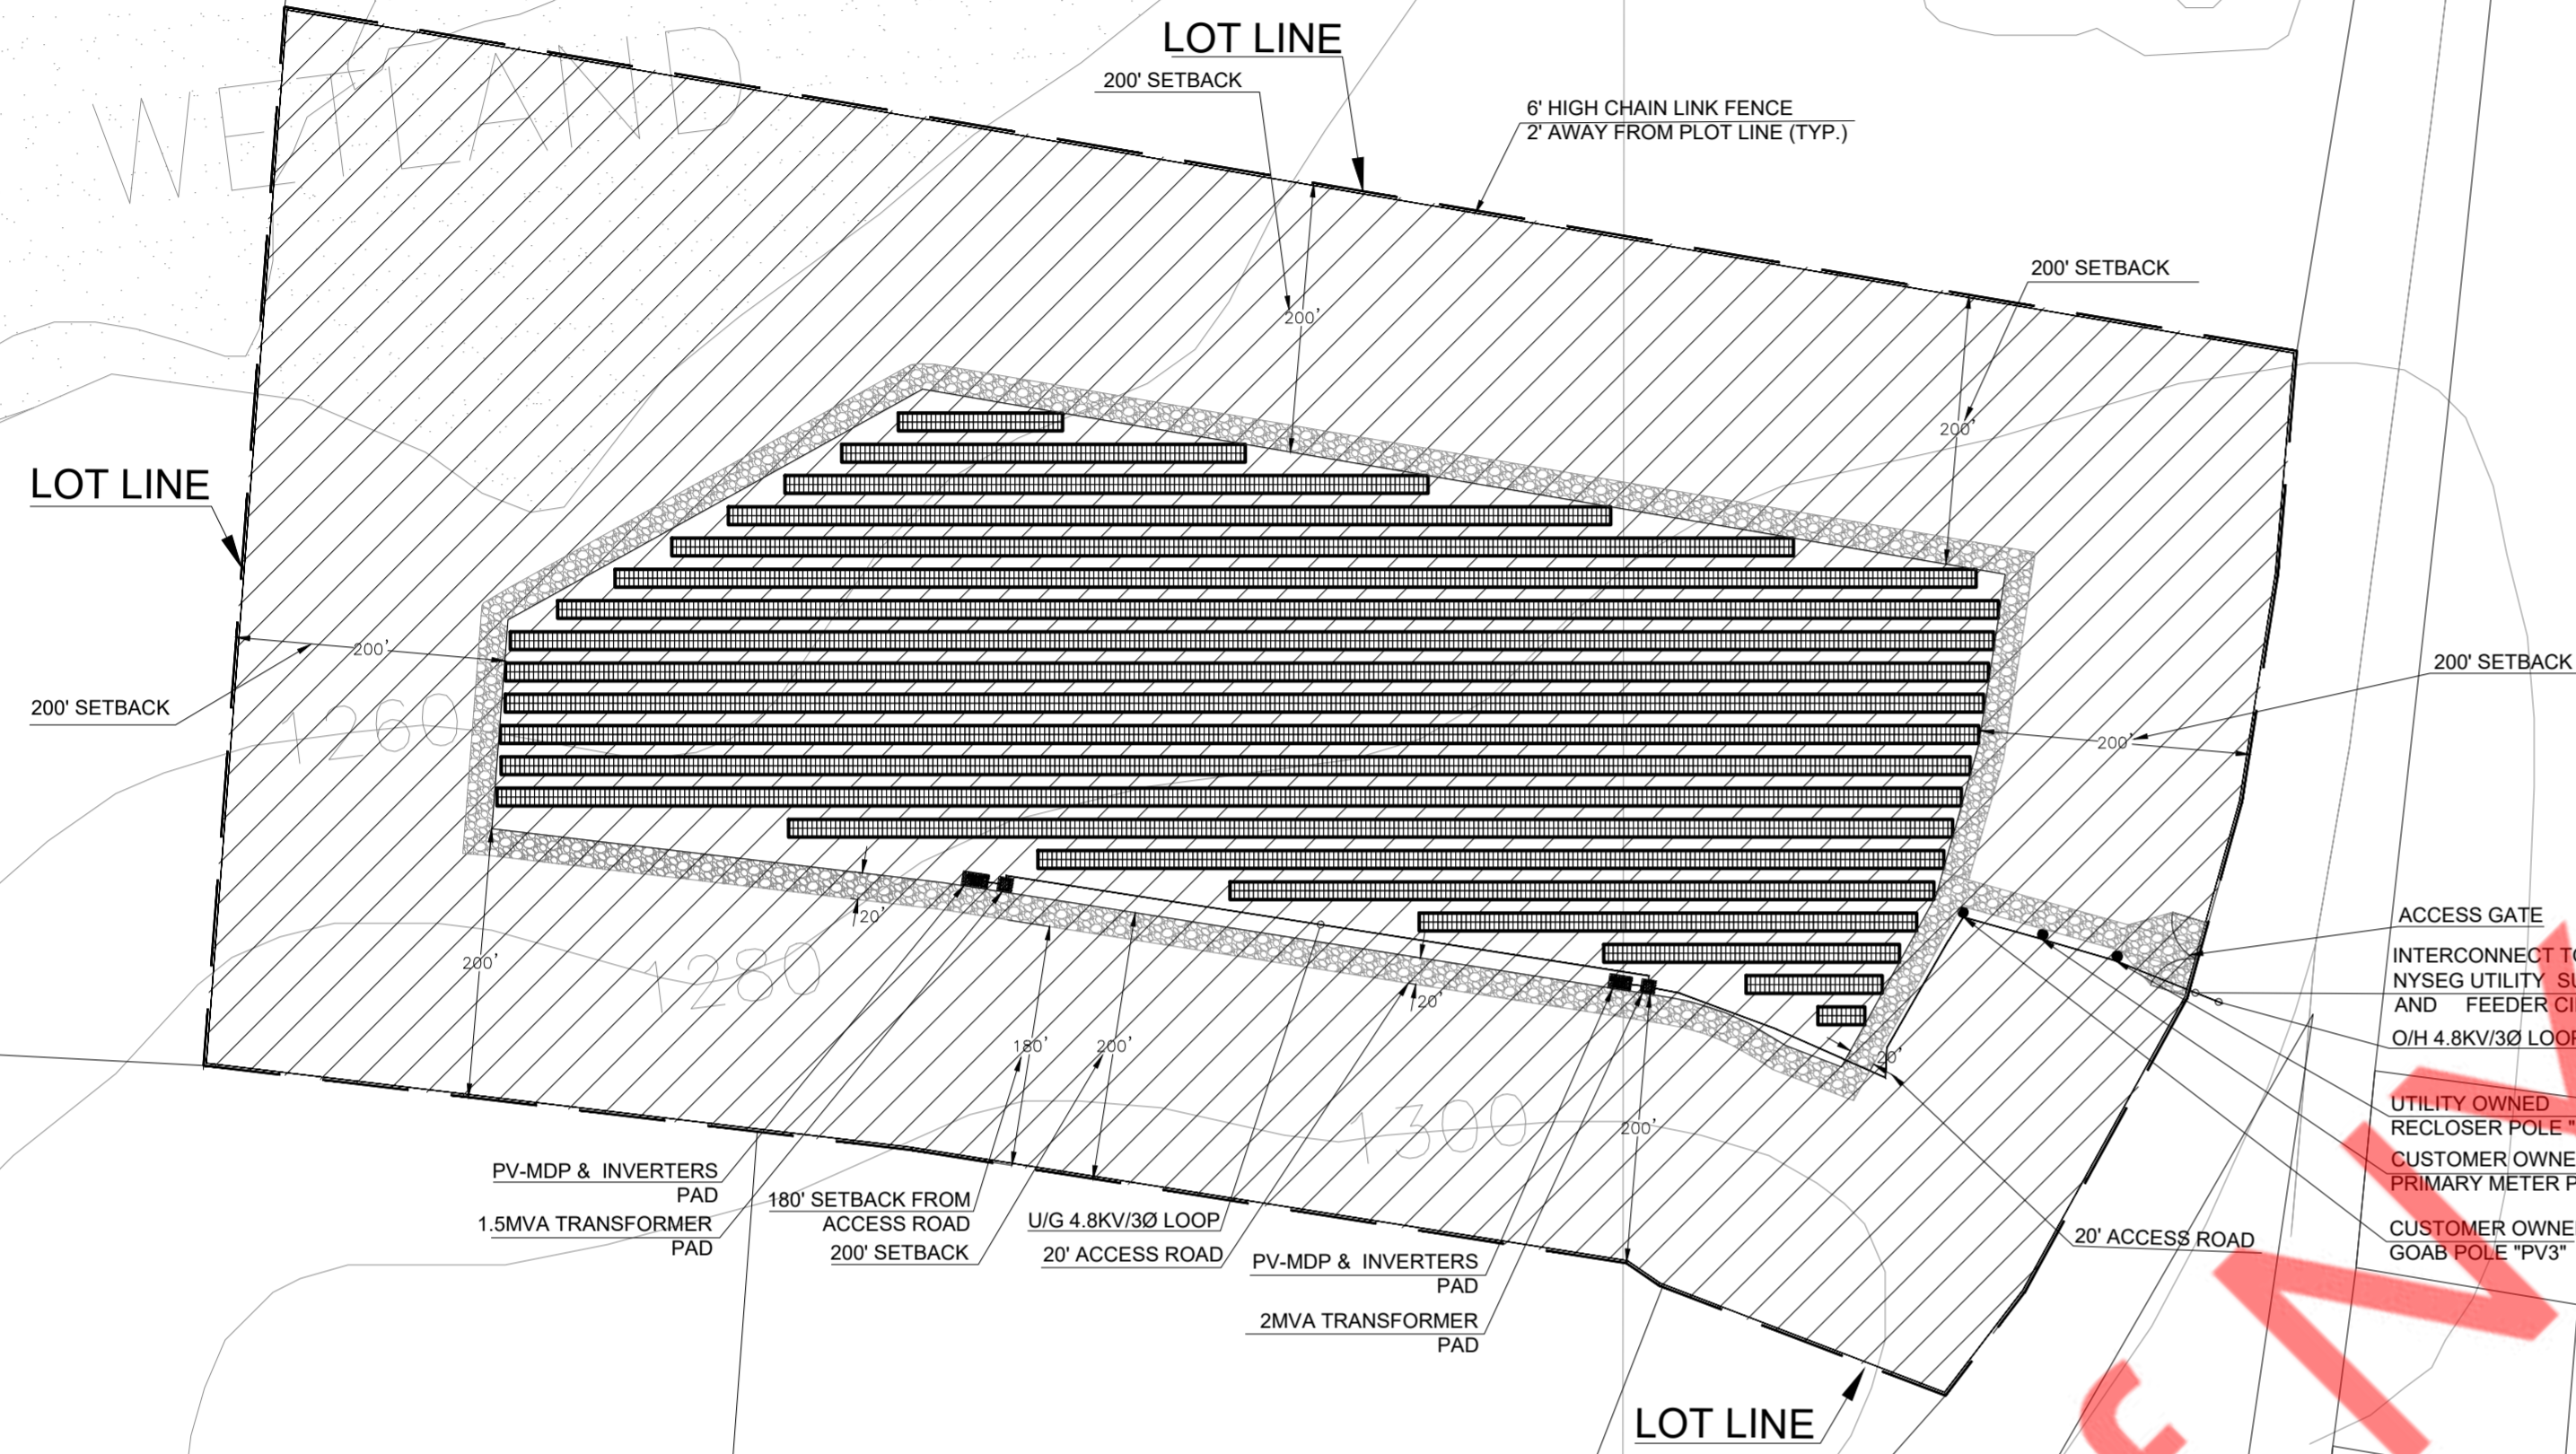 LOT LINE
200' SETBACK
6' HIGH CHAIN LINK FENCE
2' AWAY FROM PLOT LINE (TYP.)
WETLAND
200' SETBACK
200'
200'
LOT LINE
200'
200' SETBACK
200' SETBACK
1260
200'
20'
200'
1280
20'
180'
200'
20'
1300
200'
ACCESS GATE
INTERCONNECT TO
NYSEG UTILITY
AND FEEDER
O/H 4.8KV/3Ø LOOP
UTILITY OWNED
RECLOSER POLE
CUSTOMER OWNE
PRIMARY METER P
CUSTOMER OWNE
GOAB POLE "PV3"
20' ACCESS ROAD
PV-MDP & INVERTERS
PAD
1.5MVA TRANSFORMER
PAD
180' SETBACK FROM
ACCESS ROAD
200' SETBACK
U/G 4.8KV/3Ø LOOP
20' ACCESS ROAD
PV-MDP & INVERTERS
PAD
2MVA TRANSFORMER
PAD
LOT LINE